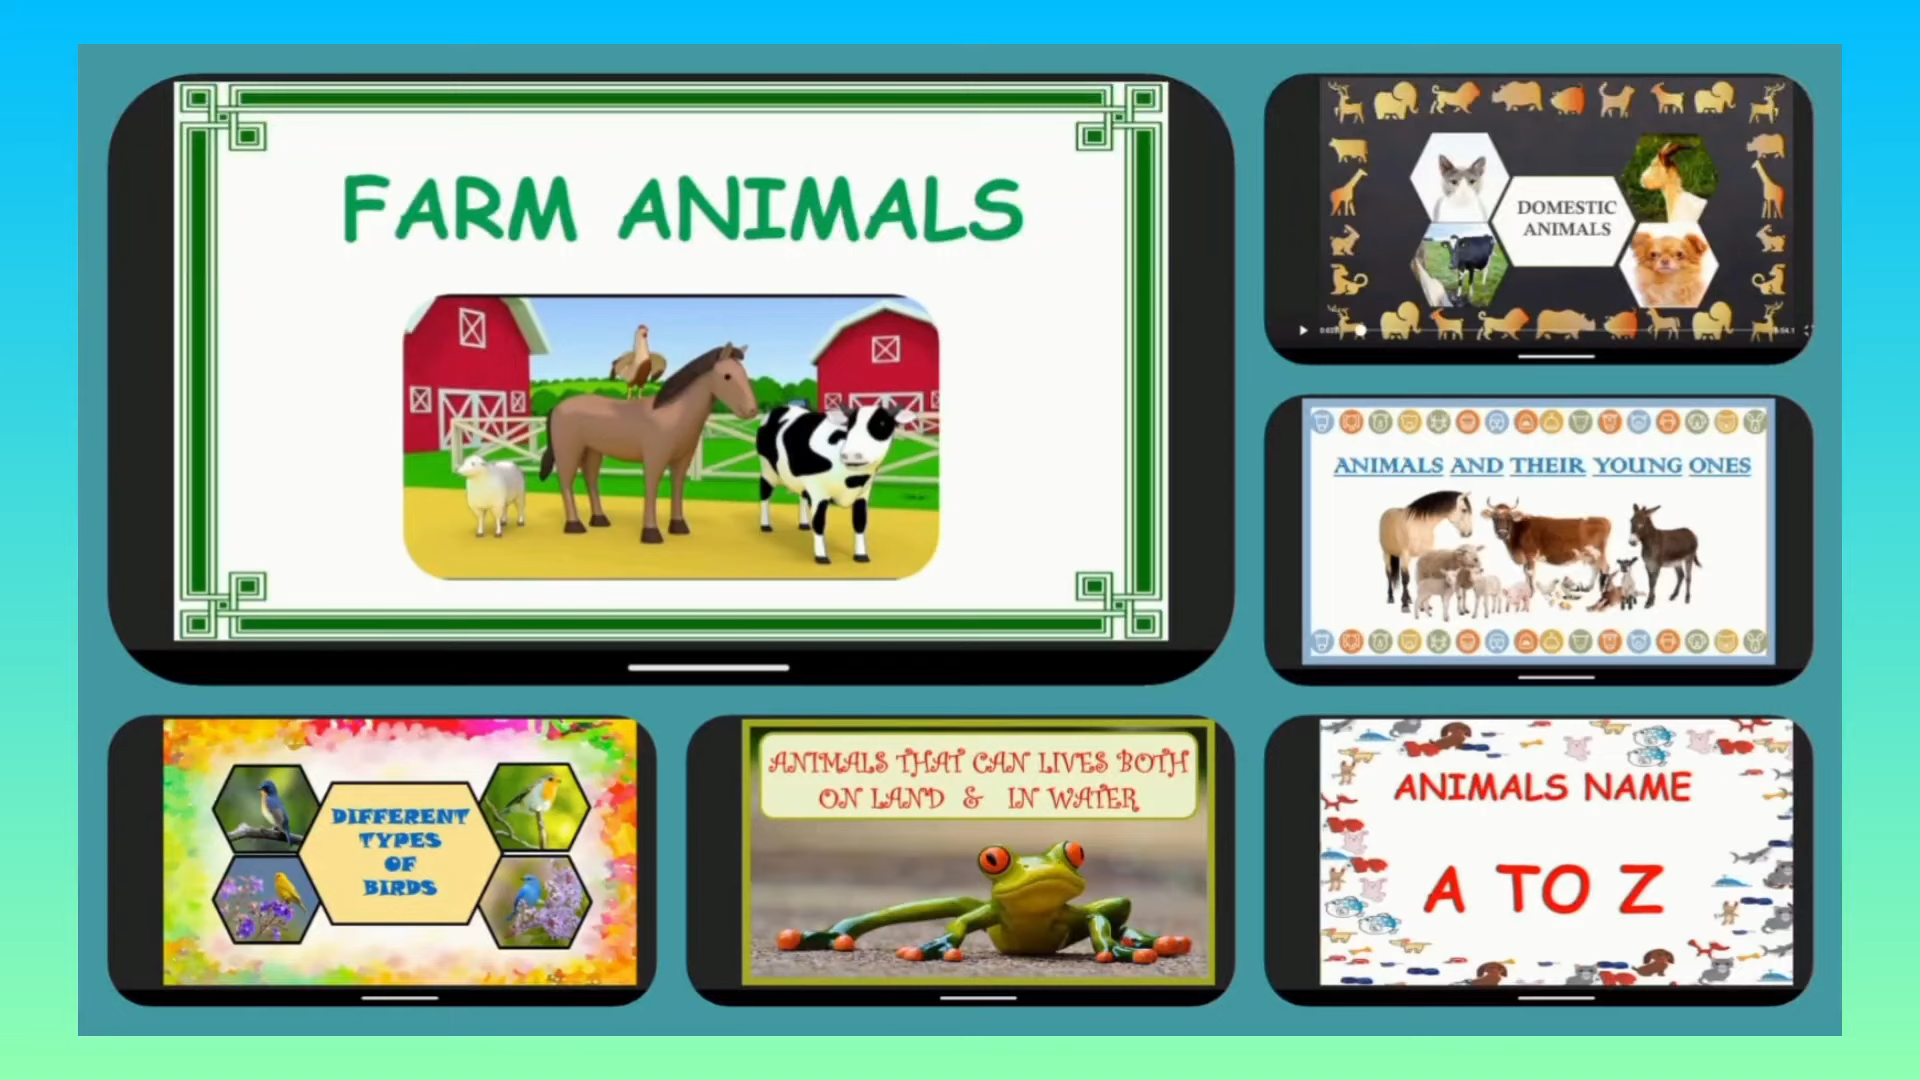 FARM ANIMALS
DOMESTIC
ANIMALS
ANIMALS AND THEIR YOUNG ONES
DIFFERENT
TYPES
OF
BIRDS
ANIMALS THAT CAN LIVES BOTH
ON LAND & IN WATER
ANIMALS NAME
A TO Z